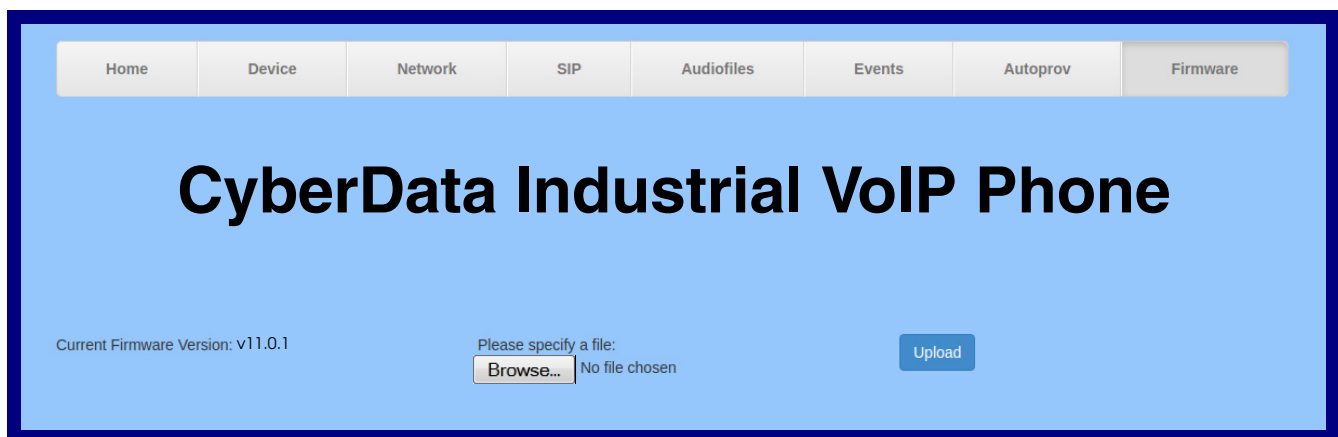 Home Device Network SIP Audiofiles Events Autoprov Firmware
CyberData Industrial VoIP Phone
Current Firmware Version: v11.0.1
Please specify a file:
Browse... No file chosen
Upload